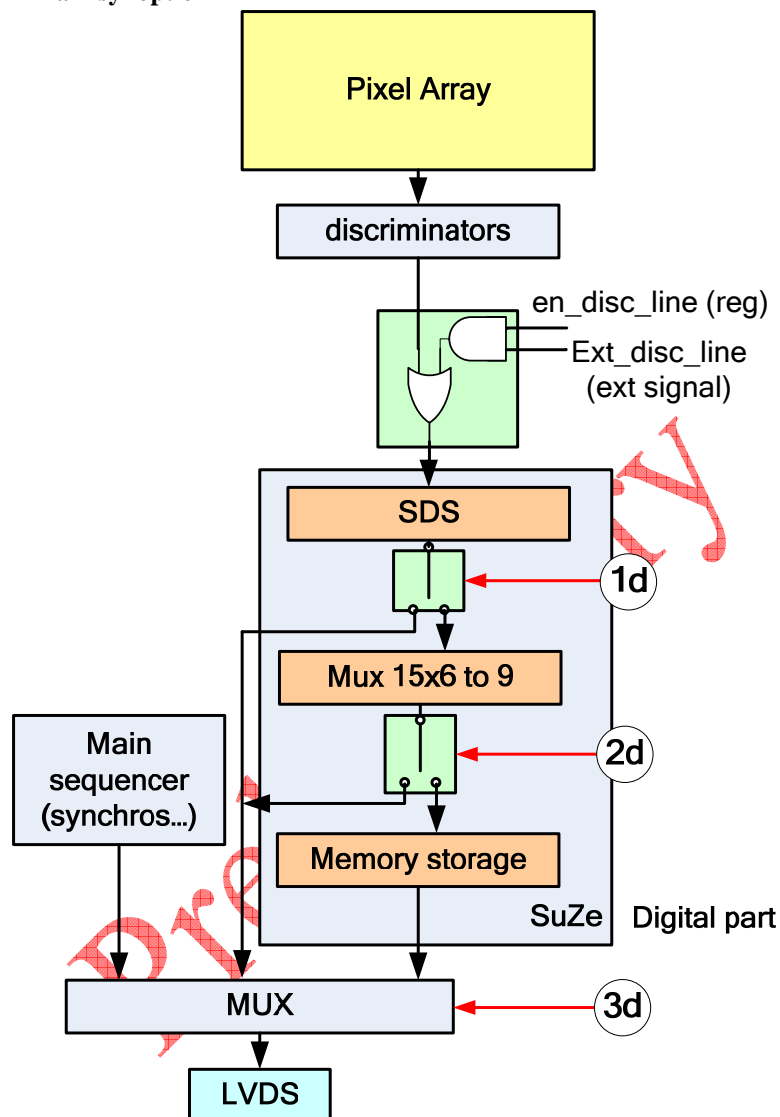 Pixel Array
discriminators
en_disc_line (reg)
Ext_disc_line
(ext signal)
SDS
1d
Mux 15x6 to 9
2d
Main
sequencer
(synchros...)
Memory storage
SuZe
Digital part
MUX
3d
LVDS